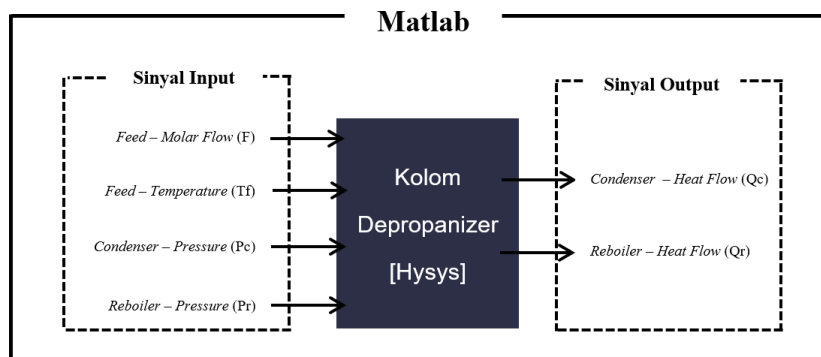 Matlab
Sinyal Input
Feed – Molar Flow (F)
Feed – Temperature (Tf)
Condenser – Pressure (Pc)
Reboiler – Pressure (Pr)
Kolom
Depropanizer
[Hysys]
Sinyal Output
Condenser – Heat Flow (Qc)
Reboiler – Heat Flow (Qr)